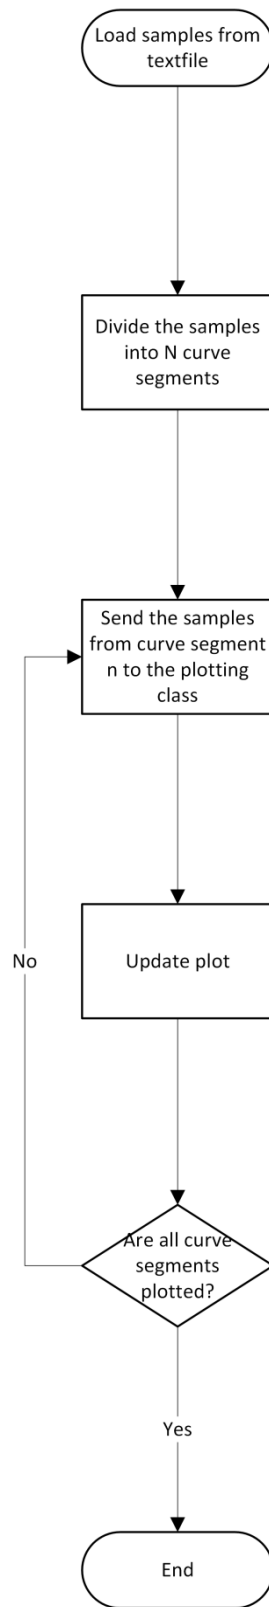 Load samples from
textfile
Divide the samples
into N curve
segments
Send the samples
from curve segment
n to the plotting
class
No
Update plot
Are all curve
segments
plotted?
Yes
End